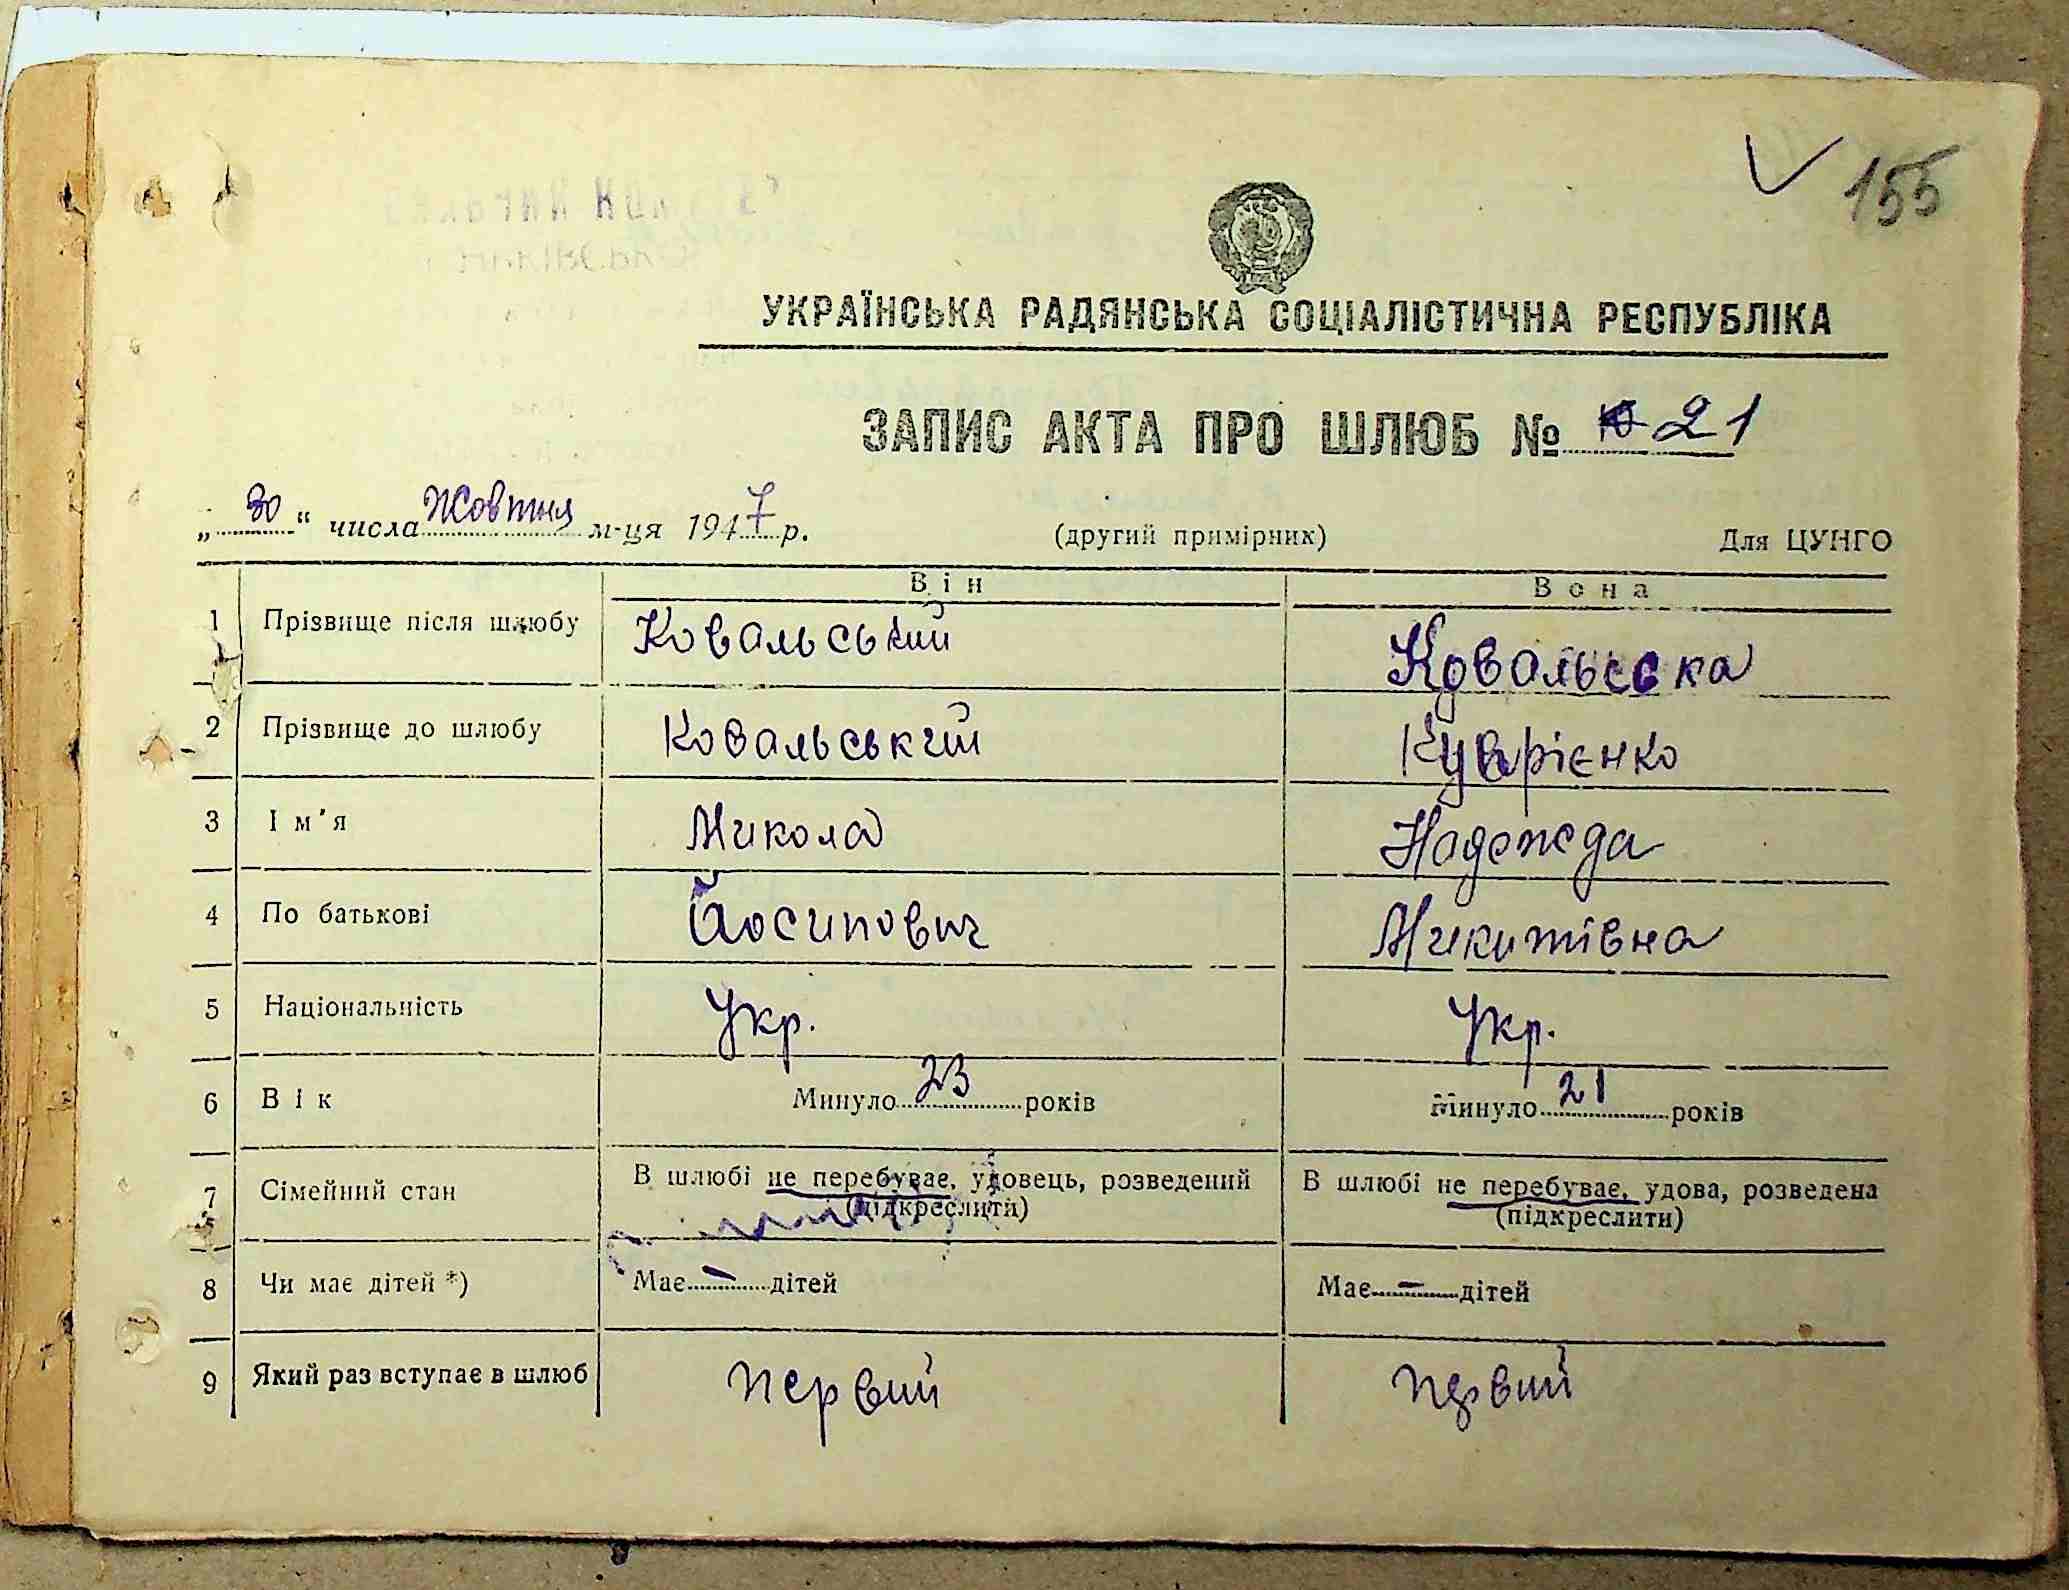 155
УКРАЇНСЬКА РАДЯНСЬКА СОЦІАЛІСТИЧНА РЕСПУБЛІКА
ЗАПИС АКТА ПРО ШЛЮБ № 21
„30“ числа Жовтня м-ця 1947 р. (другий примірник) Для ЦУНГО
Він Вона
1 Прізвище після шлюбу Ковальський Ковальська
2 Прізвище до шлюбу Ковальський
3 Ім'я Микола Надежда
4 По батькові Йосипович Микитівна
5 Національність Укр. Укр.
6 Вік Минуло 23 років Минуло 21 років
7 Сімейний стан В шлюбі не перебуває, удовець, розведений В шлюбі не перебуває, удова, розведена
(підкреслити) (підкреслити)
8 Чи має дітей *) Має — дітей Має — дітей
9 Який раз вступає в шлюб первий первий